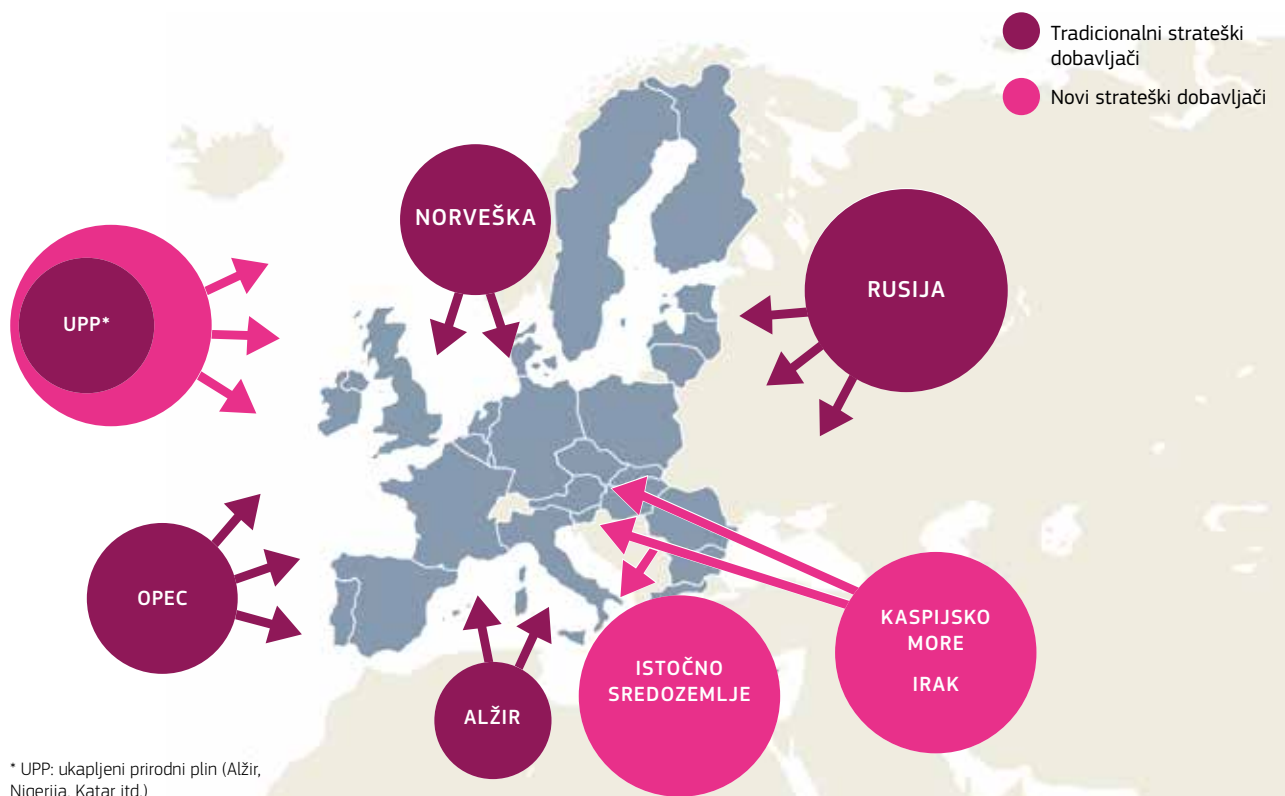 Tradicionalni strateški
dobavljači
Novi strateški dobavljači
NORVEŠKA
RUSIJA
UPP*
OPEC
KASPIJSKO
MORE
IRAK
ISTOČNO
SREDOZEMLJE
ALŽIR
* UPP: ukapljeni prirodni plin (Alžir,
Nigerija, Katar itd.)